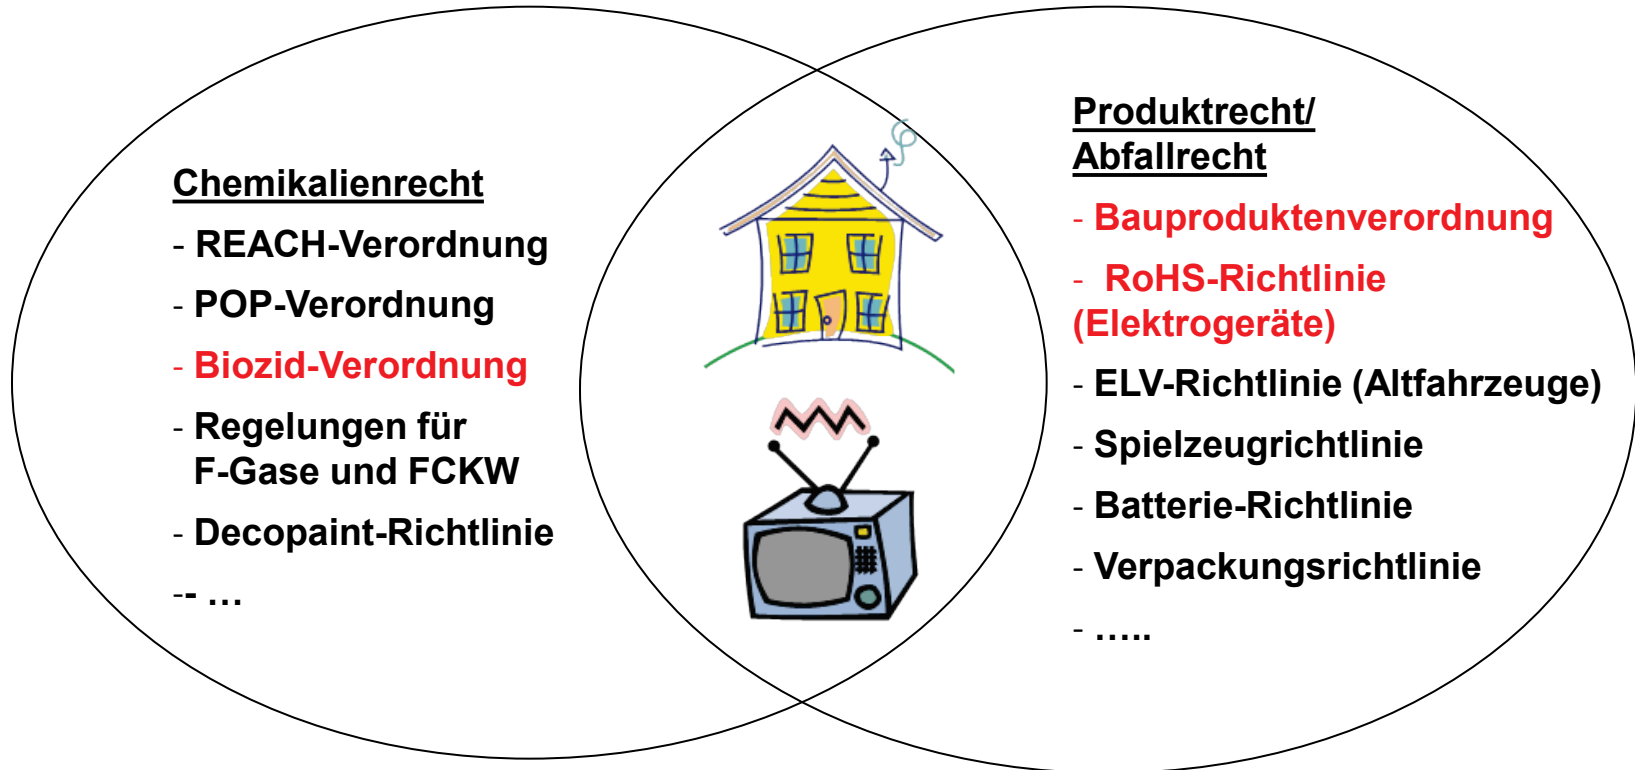 Chemikalienrecht
- REACH-Verordnung
- POP-Verordnung
- Biozid-Verordnung
- Regelungen für
F-Gase und FCKW
- Decopaint-Richtlinie
-- …
Produktrecht/
Abfallrecht
- Bauproduktenverordnung
- RoHS-Richtlinie
(Elektrogeräte)
- ELV-Richtlinie (Altfahrzeuge)
- Spielzeugrichtlinie
- Batterie-Richtlinie
- Verpackungsrichtlinie
- …..